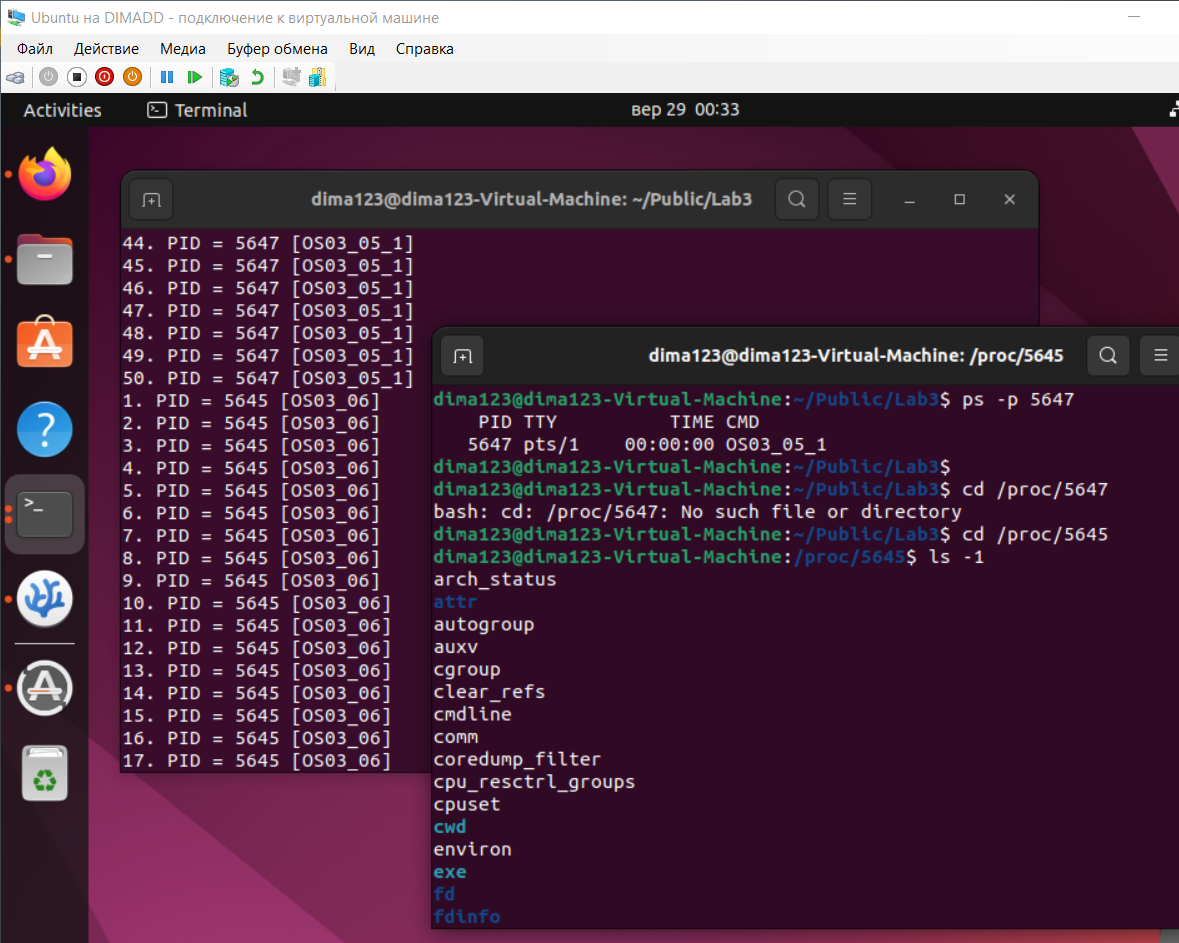 Ubuntu на DIMADD - подключение к виртуальной машине
Файл Действие Медиа Буфер обмена Вид Справка
Activities Terminal вер 29 00:33
dima123@dima123-Virtual-Machine: ~/Public/Lab3
44. PID = 5647 [OS03_05_1]
45. PID = 5647 [OS03_05_1]
46. PID = 5647 [OS03_05_1]
47. PID = 5647 [OS03_05_1]
48. PID = 5647 [OS03_05_1]
49. PID = 5647 [OS03_05_1]
50. PID = 5647 [OS03_05_1]
1. PID = 5645 [OS03_06]
2. PID = 5645 [OS03_06]
3. PID = 5645 [OS03_06]
4. PID = 5645 [OS03_06]
5. PID = 5645 [OS03_06]
6. PID = 5645 [OS03_06]
7. PID = 5645 [OS03_06]
8. PID = 5645 [OS03_06]
9. PID = 5645 [OS03_06]
10. PID = 5645 [OS03_06]
11. PID = 5645 [OS03_06]
12. PID = 5645 [OS03_06]
13. PID = 5645 [OS03_06]
14. PID = 5645 [OS03_06]
15. PID = 5645 [OS03_06]
16. PID = 5645 [OS03_06]
17. PID = 5645 [OS03_06]
dima123@dima123-Virtual-Machine: /proc/5645
dima123@dima123-Virtual-Machine:~/Public/Lab3$ ps -p 5647
PID TTY TIME CMD
5647 pts/1 00:00:00 OS03_05_1
dima123@dima123-Virtual-Machine:~/Public/Lab3$
dima123@dima123-Virtual-Machine:~/Public/Lab3$ cd /proc/5647
bash: cd: /proc/5647: No such file or directory
dima123@dima123-Virtual-Machine:~/Public/Lab3$ cd /proc/5645
dima123@dima123-Virtual-Machine:/proc/5645$ ls -1
arch_status
attr
autogroup
auxv
cgroup
clear_refs
cmdline
comm
coredump_filter
cpu_resctrl_groups
cpuset
cwd
environ
exe
fd
fdinfo